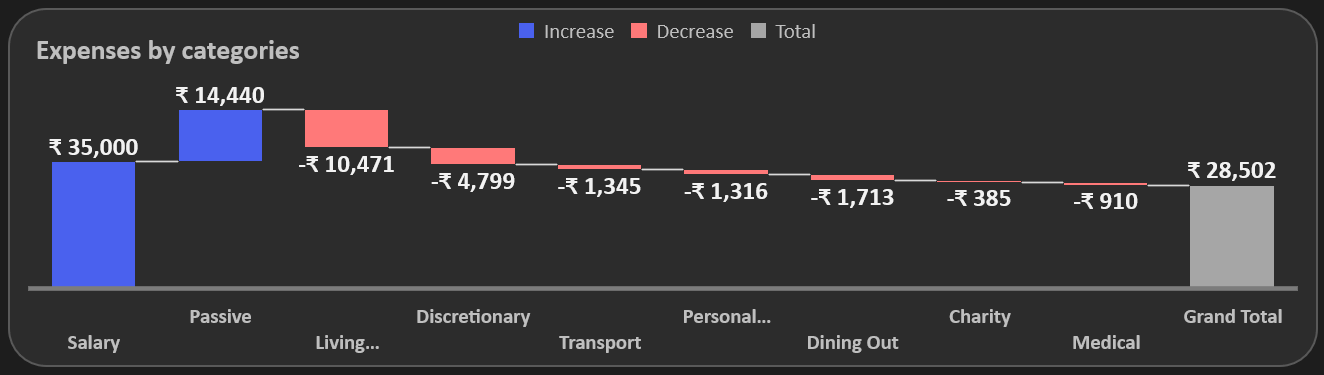 Increase Decrease Total
Expenses by categories
₹ 35,000
₹ 14,440
-₹ 10,471
-₹ 4,799
-₹ 1,345
-₹ 1,316
-₹ 1,713
-₹ 385
-₹ 910
₹ 28,502
Salary
Passive
Living...
Discretionary
Transport
Personal...
Dining Out
Charity
Medical
Grand Total